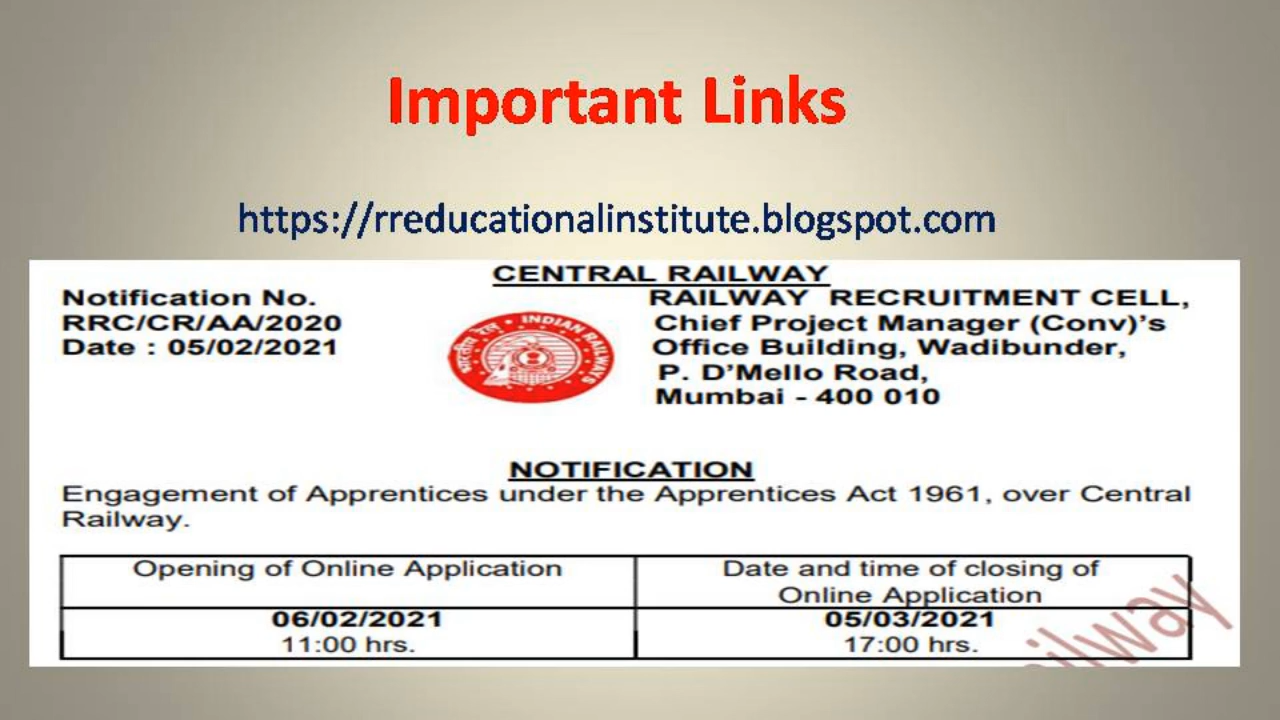 Important Links
https://rreducationalinstitute.blogspot.com
CENTRAL RAILWAY
Notification No.
RRC/CR/AA/2020
Date : 05/02/2021
भारतीय रेल • INDIAN RAILWAYS
RAILWAY RECRUITMENT CELL,
Chief Project Manager (Conv)’s
Office Building, Wadibunder,
P. D’Mello Road,
Mumbai - 400 010
NOTIFICATION
Engagement of Apprentices under the Apprentices Act 1961, over Central
Railway.
Opening of Online Application
Date and time of closing of
Online Application
06/02/2021
11:00 hrs.
05/03/2021
17:00 hrs.